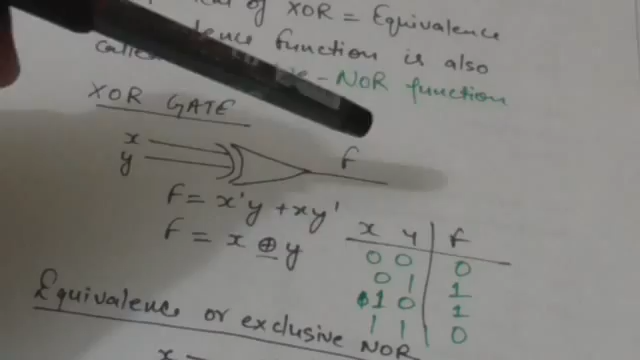 of XOR = Equivalence
function is also
NOR function
XOR GATE
x
y
F
F = x'y + xy'
F = x ⊕ y
x y F
0 0 0
0 1 1
1 0 1
1 1 0
Equivalence or exclusive NOR
x